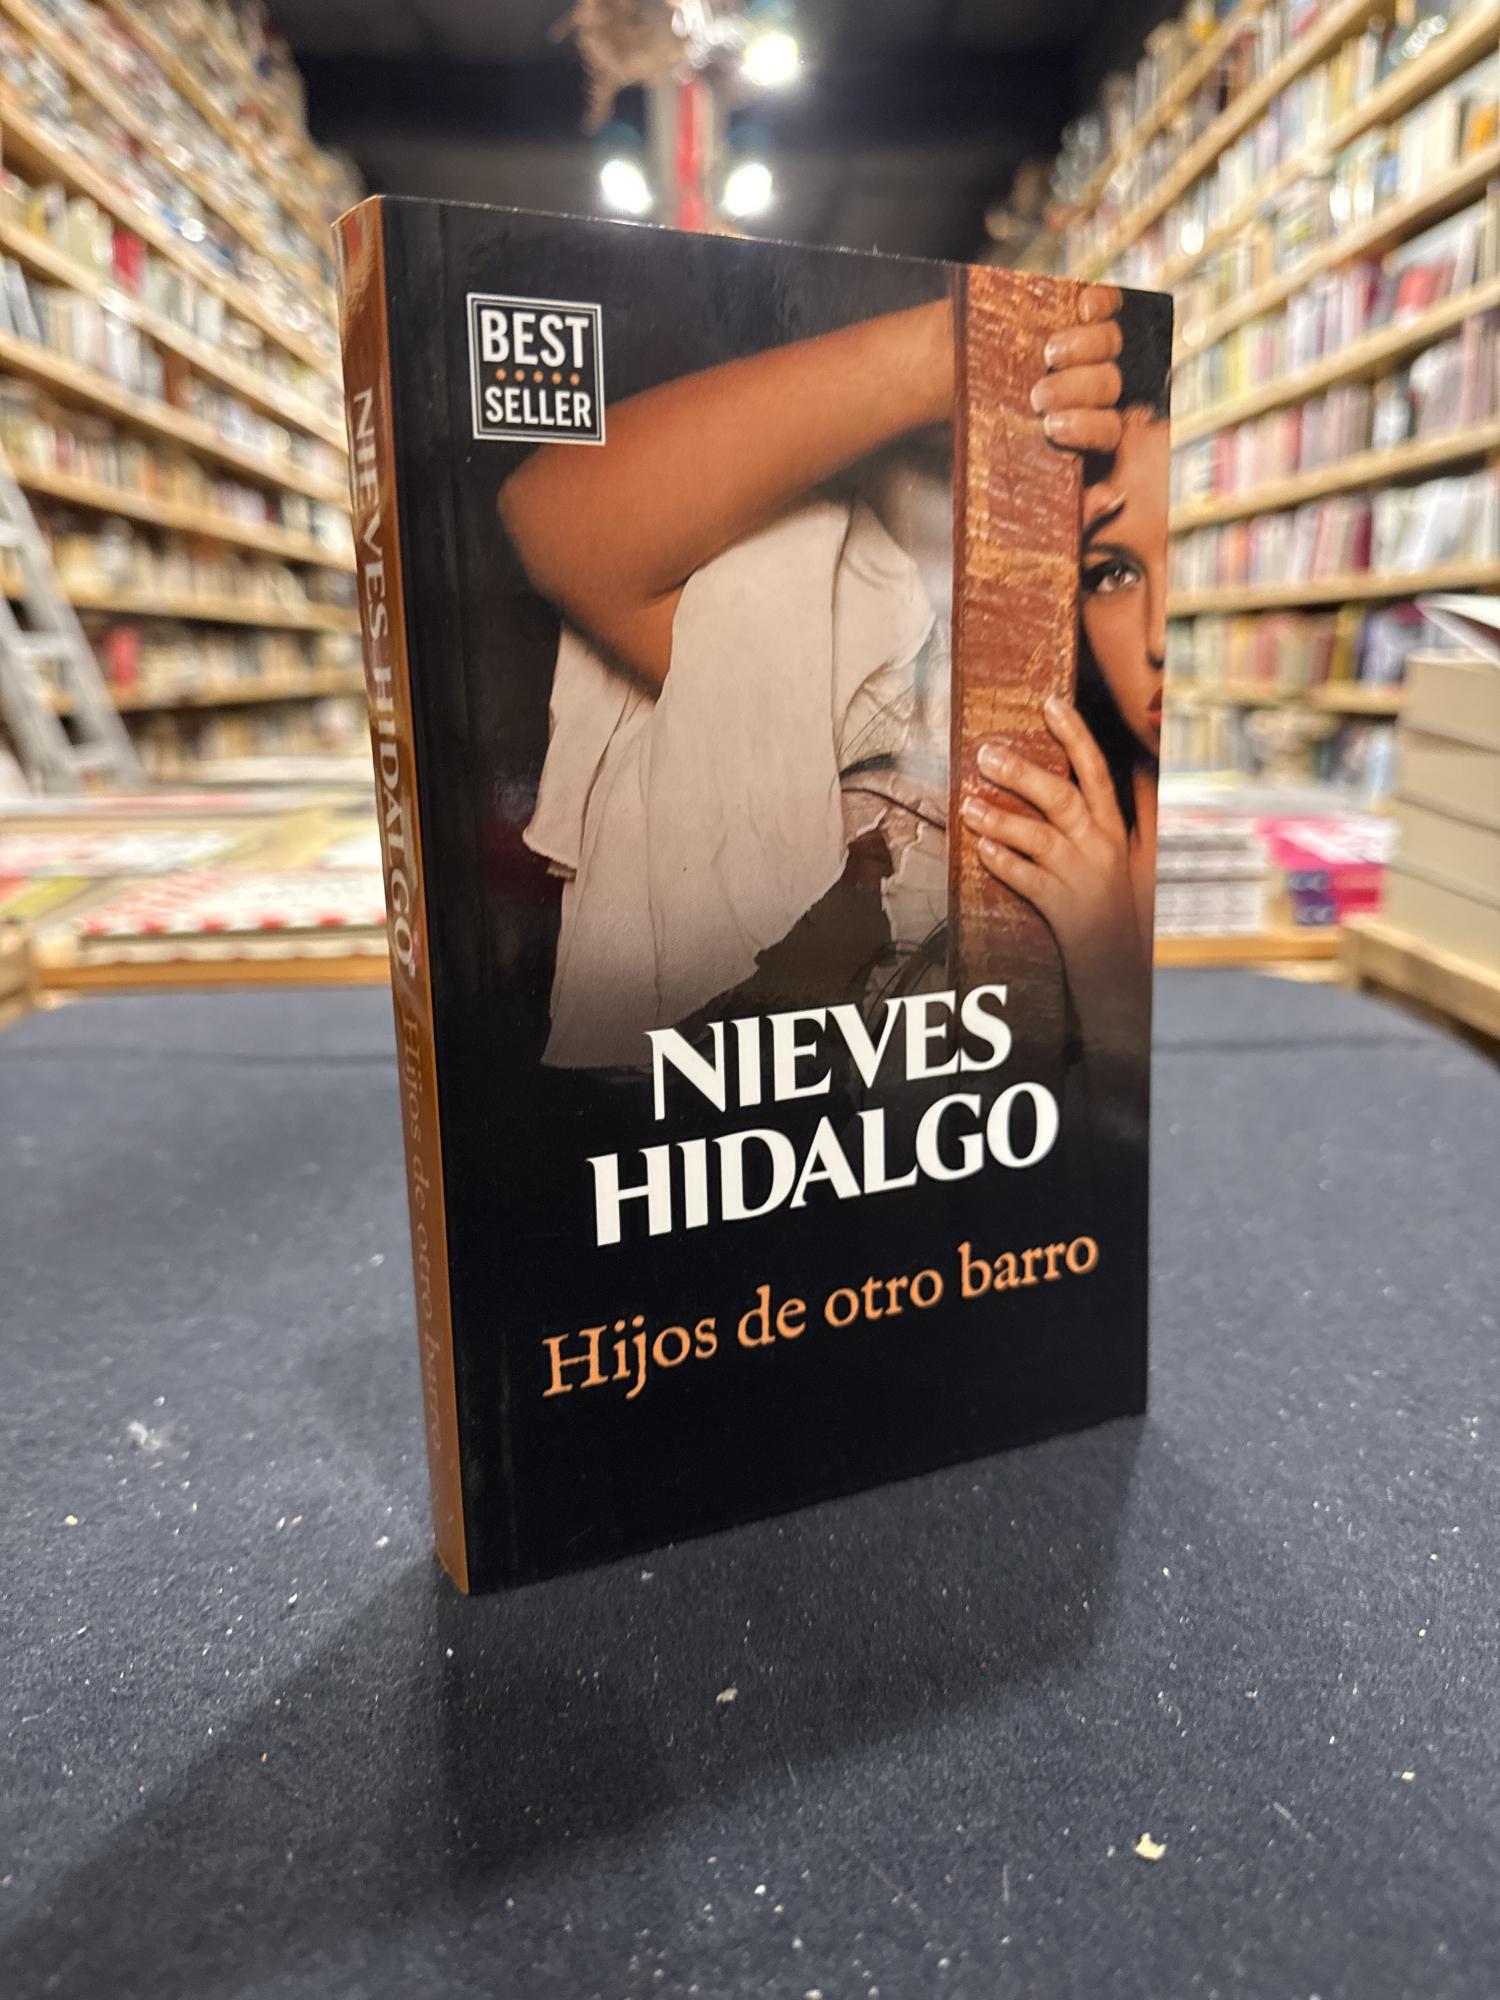 BEST
SELLER
NIEVES
HIDALGO
Hijos de otro barro
NIEVES HIDALGO Hijos de otro barro